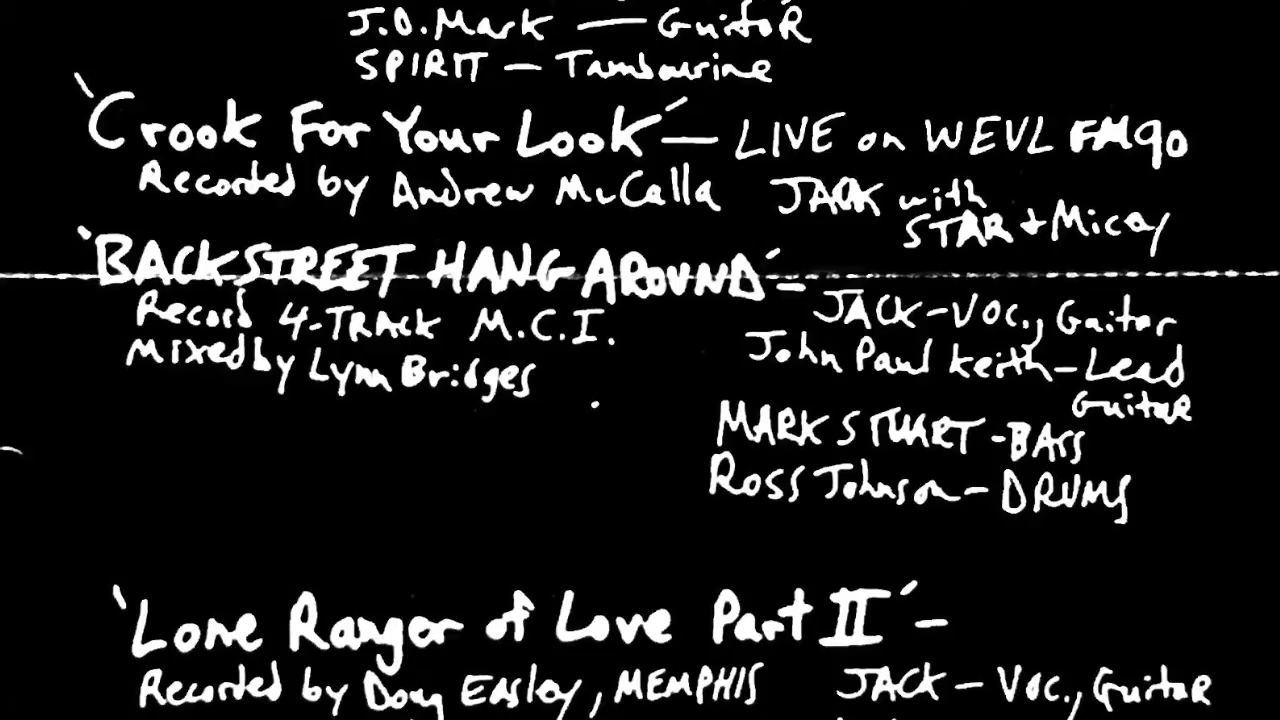 J.D. Mark — GuitoR
SPIRIT — Tambourine
'Crook For Your Look' — LIVE on WEVL FM90
Recorded by Andrew McCalla JACK with
STAR + Micay
'BACKSTREET HANG AROUND' —
Record 4-TRACK M.C.I.
Mixed by Lynn Bridges
JACK - VOC., Guitor
John Paul Keith - Lead
GuitaR
MARK STUART - BASS
Ross Johnson - DRUMS
'Lone Ranger of Love Part II' -
Recorded by Doug Easley, MEMPHIS JACK - Voc., GuitaR